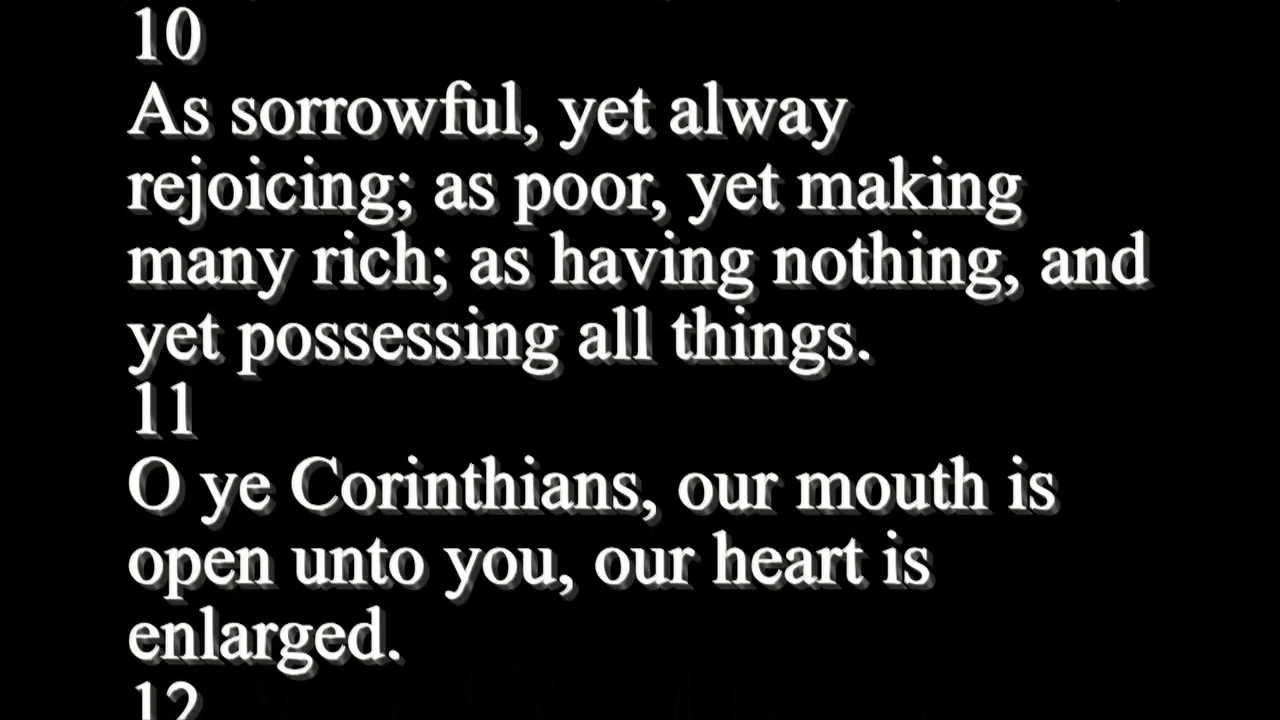 10
As sorrowful, yet alway
rejoicing; as poor, yet making
many rich; as having nothing, and
yet possessing all things.
11
O ye Corinthians, our mouth is
open unto you, our heart is
enlarged.
12